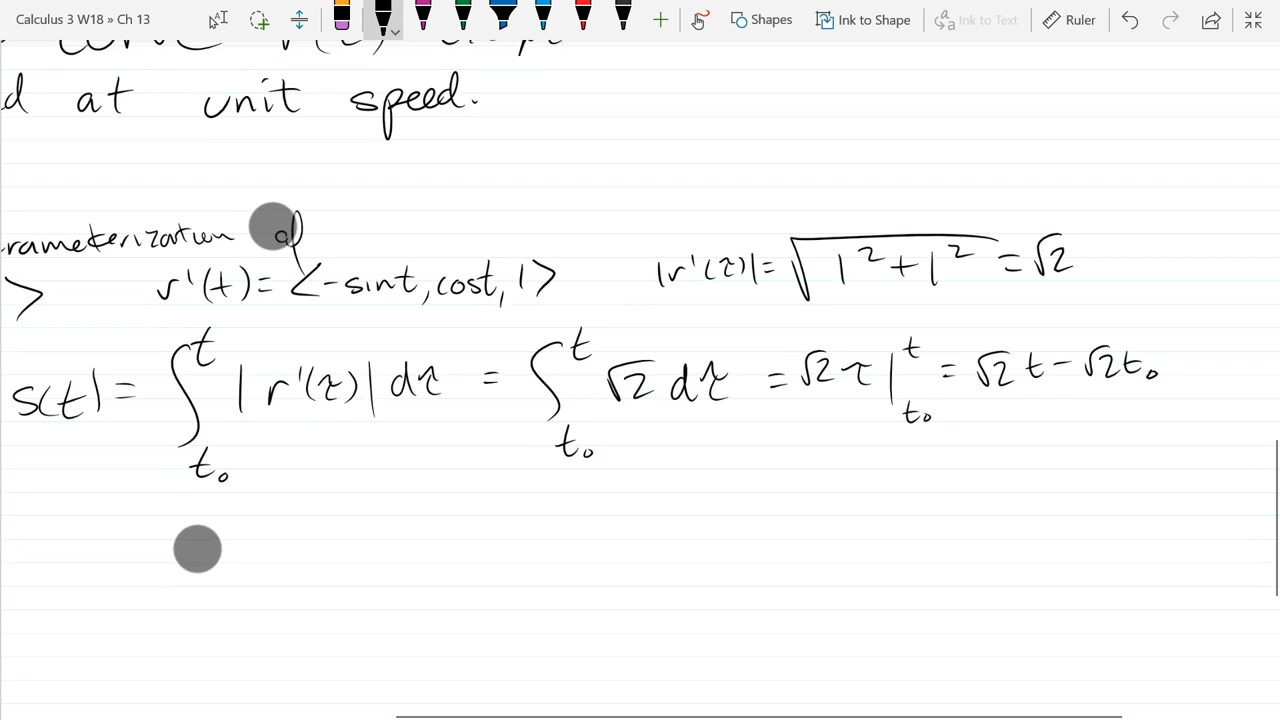 Calculus 3 W18 » Ch 13
Shapes
Ink to Shape
Ink to Text
Ruler
d at unit speed.
rameterization of
> r'(t) = <-sint, cost, 1> |r'(τ)| = √(1² + 1²) = √2
s(t) = ∫_{t₀}^{t} |r'(τ)| dτ = ∫_{t₀}^{t} √2 dτ = √2 τ |_{t₀}^{t} = √2 t - √2 t₀